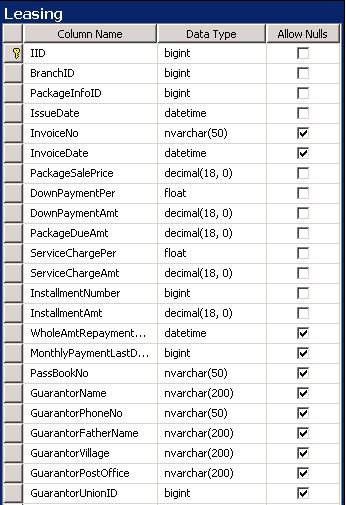 Leasing
Column Name Data Type Allow Nulls
IID bigint
BranchID bigint
PackageInfoID bigint
IssueDate datetime
InvoiceNo nvarchar(50)
InvoiceDate datetime
PackageSalePrice decimal(18, 0)
DownPaymentPer float
DownPaymentAmt decimal(18, 0)
PackageDueAmt decimal(18, 0)
ServiceChargePer float
ServiceChargeAmt decimal(18, 0)
InstallmentNumber bigint
InstallmentAmt decimal(18, 0)
WholeAmtRepayment... datetime
MonthlyPaymentLastD... bigint
PassBookNo nvarchar(50)
GuarantorName nvarchar(200)
GuarantorPhoneNo nvarchar(50)
GuarantorFatherName nvarchar(200)
GuarantorVillage nvarchar(200)
GuarantorPostOffice nvarchar(200)
GuarantorUnionID bigint